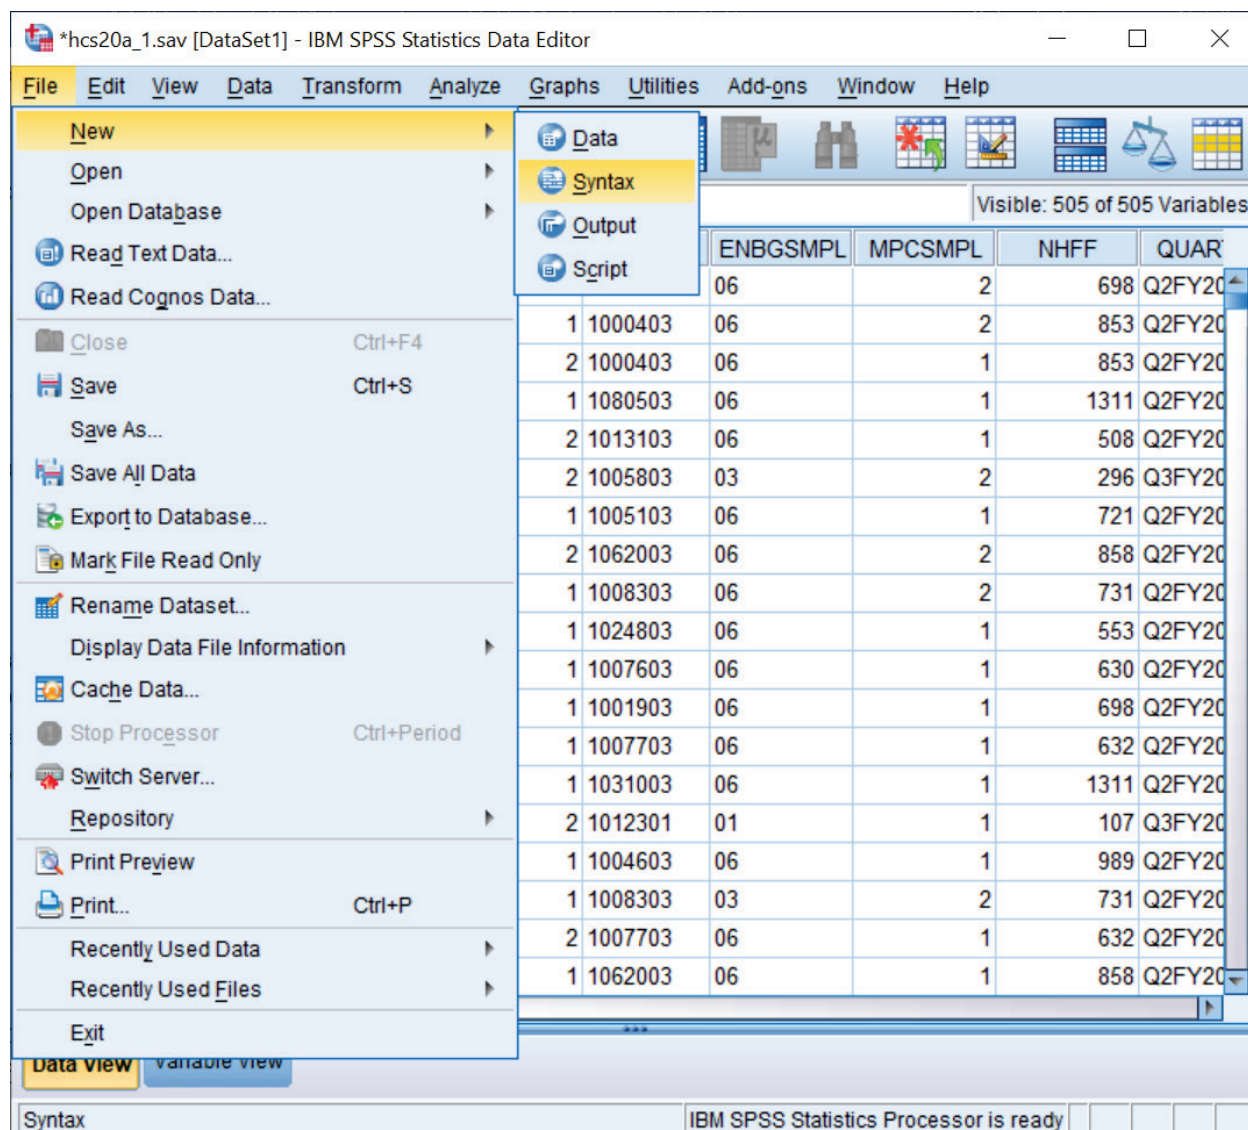 *hcs20a_1.sav [DataSet1] - IBM SPSS Statistics Data Editor
File Edit View Data Transform Analyze Graphs Utilities Add-ons Window Help
New
Open
Open Database
Read Text Data...
Read Cognos Data...
Close Ctrl+F4
Save Ctrl+S
Save As...
Save All Data
Export to Database...
Mark File Read Only
Rename Dataset...
Display Data File Information
Cache Data...
Stop Processor Ctrl+Period
Switch Server...
Repository
Print Preview
Print... Ctrl+P
Recently Used Data
Recently Used Files
Exit
Data
Syntax
Output
Script
Visible: 505 of 505 Variables
ENBGSMPL MPCSMPL NHFF QUAR
06 2 698 Q2FY20
1 1000403 06 2 853 Q2FY20
2 1000403 06 1 853 Q2FY20
1 1080503 06 1 1311 Q2FY20
2 1013103 06 1 508 Q2FY20
2 1005803 03 2 296 Q3FY20
1 1005103 06 1 721 Q2FY20
2 1062003 06 2 858 Q2FY20
1 1008303 06 2 731 Q2FY20
1 1024803 06 1 553 Q2FY20
1 1007603 06 1 630 Q2FY20
1 1001903 06 1 698 Q2FY20
1 1007703 06 1 632 Q2FY20
1 1031003 06 1 1311 Q2FY20
2 1012301 01 1 107 Q3FY20
1 1004603 06 1 989 Q2FY20
1 1008303 03 2 731 Q2FY20
2 1007703 06 1 632 Q2FY20
1 1062003 06 1 858 Q2FY20
Data View Variable View
Syntax IBM SPSS Statistics Processor is ready